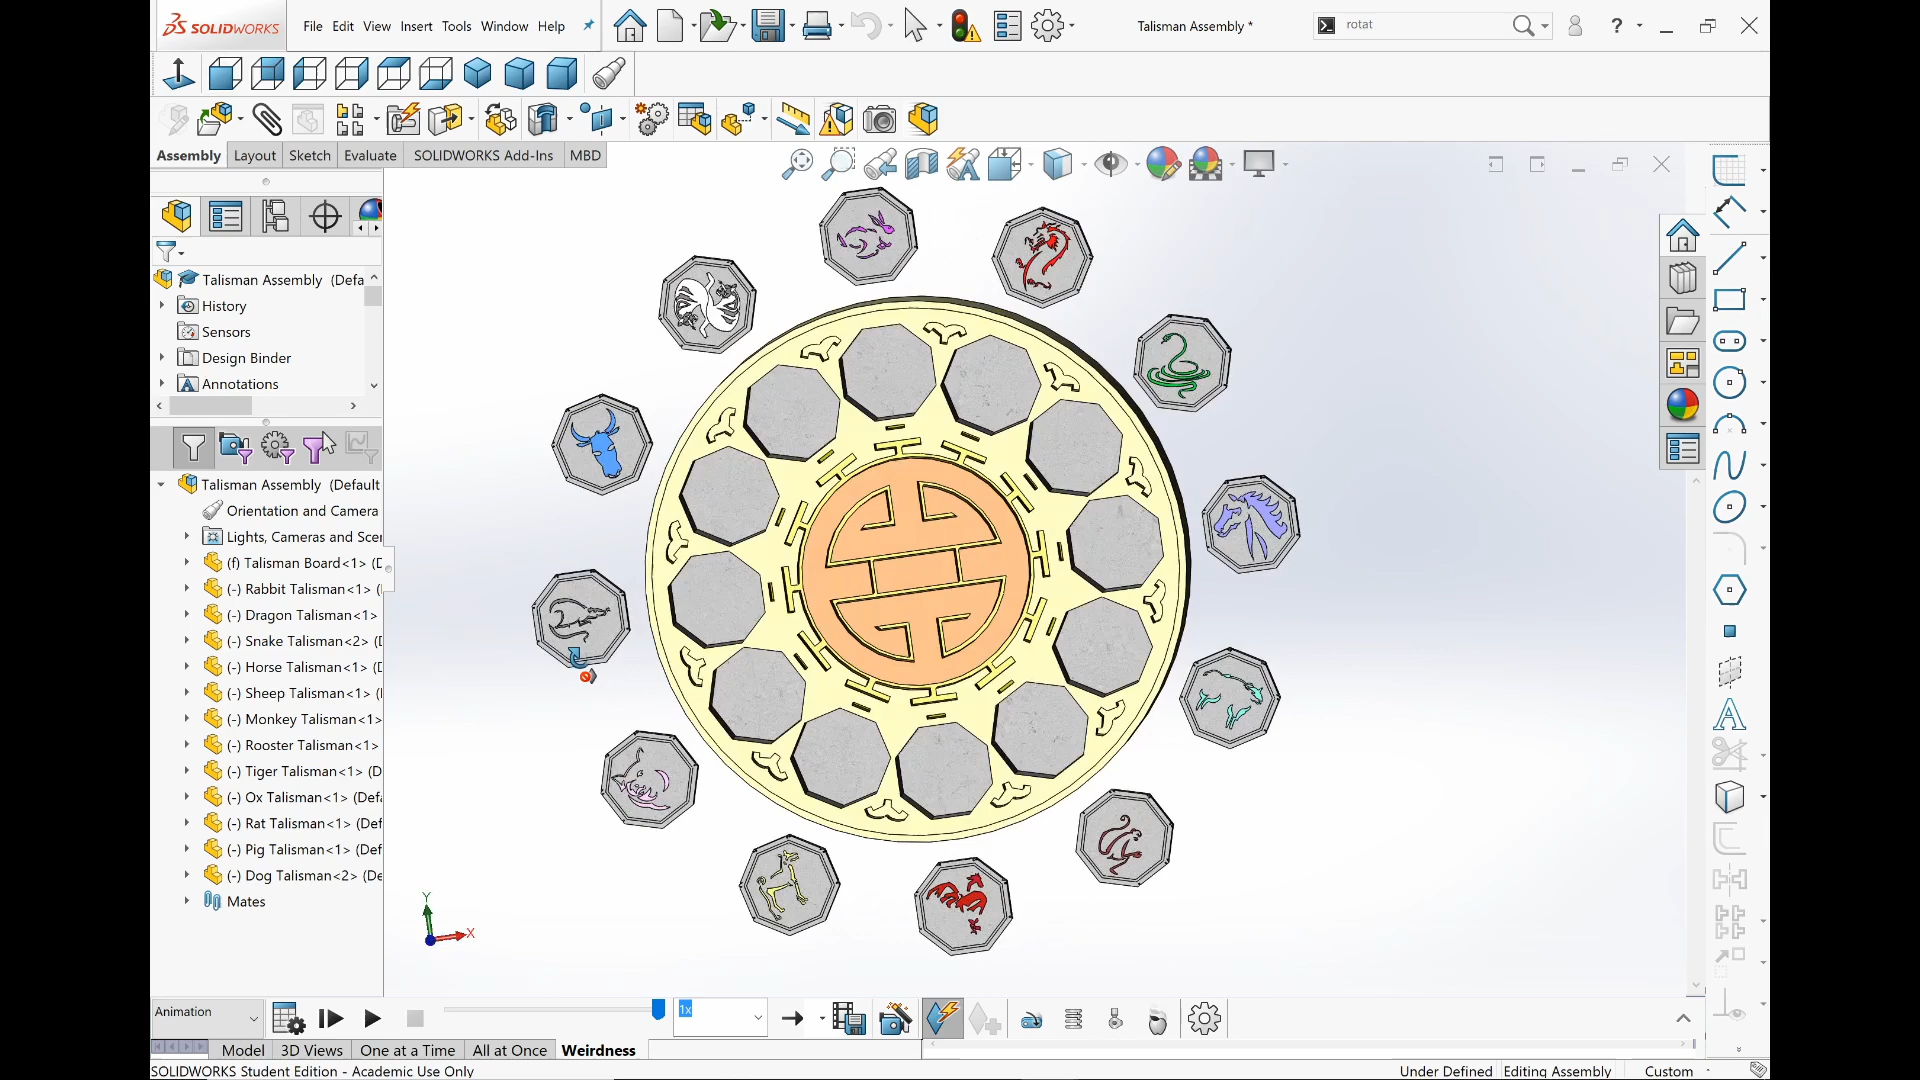 SOLIDWORKS
File Edit View Insert Tools Window Help
Talisman Assembly *
rotat
?
Assembly Layout Sketch Evaluate SOLIDWORKS Add-Ins MBD
Talisman Assembly (Defa
History
Sensors
Design Binder
Annotations
Talisman Assembly (Default
Orientation and Camera
Lights, Cameras and Scen
(f) Talisman Board<1> (D
(-) Rabbit Talisman<1> (
(-) Dragon Talisman<1>
(-) Snake Talisman<2> (
(-) Horse Talisman<1> (D
(-) Sheep Talisman<1> (
(-) Monkey Talisman<1>
(-) Rooster Talisman<1>
(-) Tiger Talisman<1> (D
(-) Ox Talisman<1> (Defa
(-) Rat Talisman<1> (Def
(-) Pig Talisman<1> (Def
(-) Dog Talisman<2> (De
Mates
Y
X
Animation
1x
Model 3D Views One at a Time All at Once Weirdness
SOLIDWORKS Student Edition - Academic Use Only
Under Defined Editing Assembly Custom